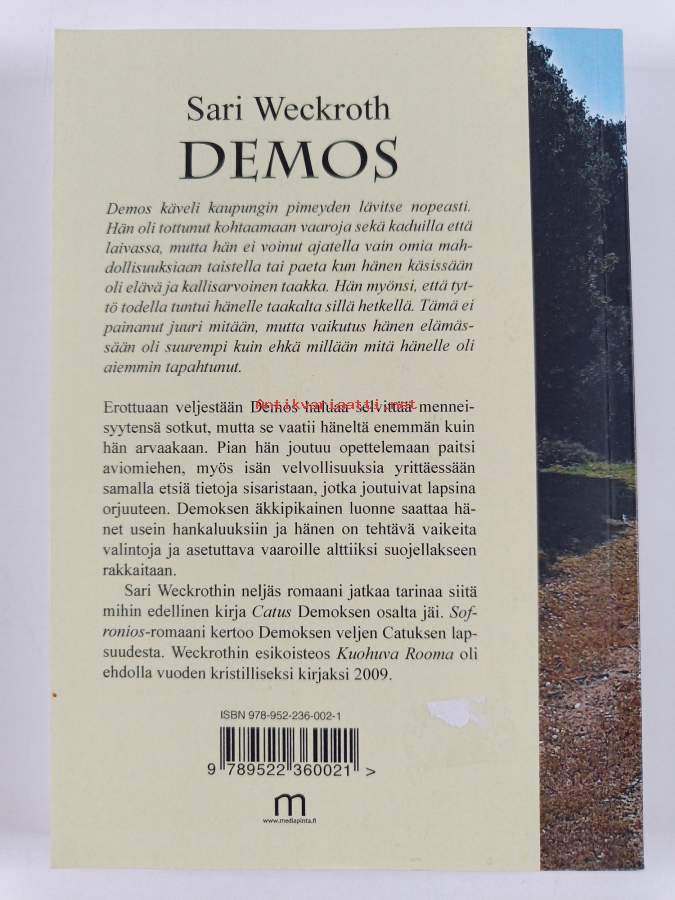 Sari Weckroth
DEMOS
Demos käveli kaupungin pimeyden lävitse nopeasti.
Hän oli tottunut kohtaamaan vaaroja sekä kaduilla että
laivassa, mutta hän ei voinut ajatella vain omia mah-
dollisuuksiaan taistella tai paeta kun hänen käsissään
oli elävä ja kallisarvoinen taakka. Hän myönsi, että tyt-
tö todella tuntui hänelle taakalta sillä hetkellä. Tämä ei
painanut juuri mitään, mutta vaikutus hänen elämäs-
sään oli suurempi kuin ehkä millään mitä hänelle oli
aiemmin tapahtunut.
Antikvariaatti.net
Erottuaan veljestään Demos haluaa selvittää mennei-
syytensä sotkut, mutta se vaatii häneltä enemmän kuin
hän arvaakaan. Pian hän joutuu opettelemaan paitsi
aviomiehen, myös isän velvollisuuksia yrittäessään
samalla etsiä tietoja sisaristaan, jotka joutuivat lapsina
orjuuteen. Demoksen äkkipikainen luonne saattaa hä-
net usein hankaluuksiin ja hänen on tehtävä vaikeita
valintoja ja asetuttava vaaroille alttiiksi suojellakseen
rakkaitaan.
Sari Weckrothin neljäs romaani jatkaa tarinaa siitä
mihin edellinen kirja Catus Demoksen osalta jäi. Sof-
ronios-romaani kertoo Demoksen veljen Catuksen lap-
suudesta. Weckrothin esikoisteos Kuohuva Rooma oli
ehdolla vuoden kristilliseksi kirjaksi 2009.
ISBN 978-952-236-002-1
9 789522 360021 >
m
www.mediapinta.fi